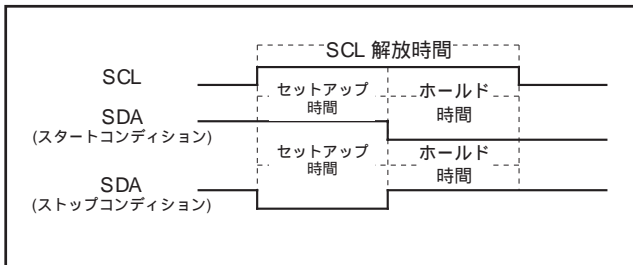 SCL 解放時間
SCL
セットアップ
時間
ホールド
時間
SDA
(スタートコンディション)
セットアップ
時間
ホールド
時間
SDA
(ストップコンディション)